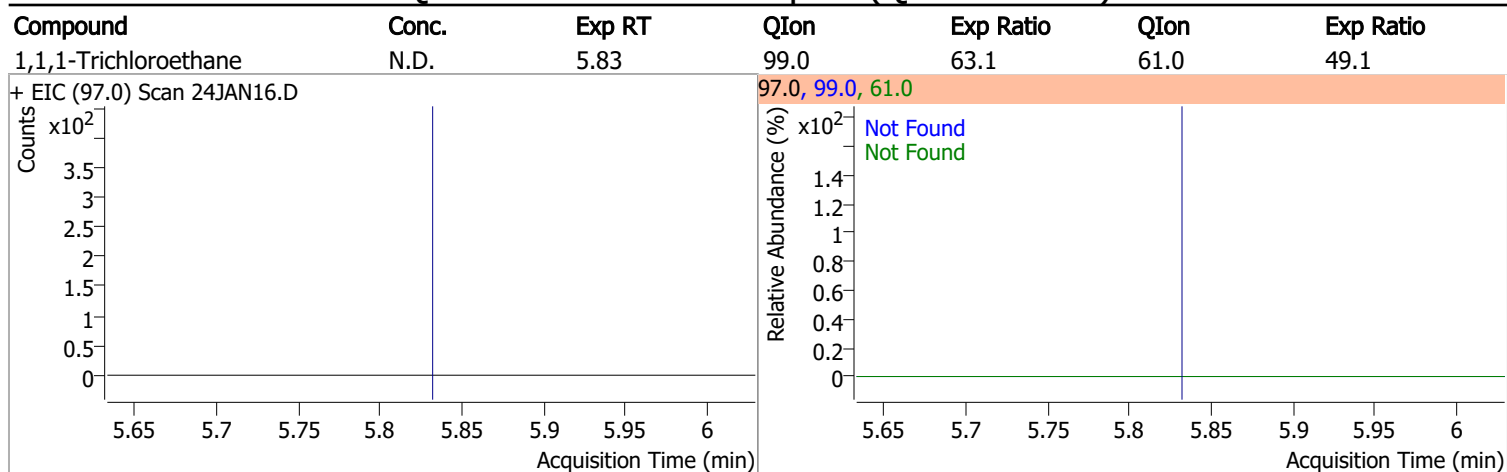 Compound Conc. Exp RT QIon Exp Ratio QIon Exp Ratio
1,1,1-Trichloroethane N.D. 5.83 99.0 63.1 61.0 49.1
+ EIC (97.0) Scan 24JAN16.D
Counts
x10²
3.5
3
2.5
2
1.5
1
0.5
0
5.65 5.7 5.75 5.8 5.85 5.9 5.95 6
Acquisition Time (min)
97.0, 99.0, 61.0
Relative Abundance (%)
x10²
Not Found
Not Found
1.4
1.2
1
0.8
0.6
0.4
0.2
0
5.65 5.7 5.75 5.8 5.85 5.9 5.95 6
Acquisition Time (min)